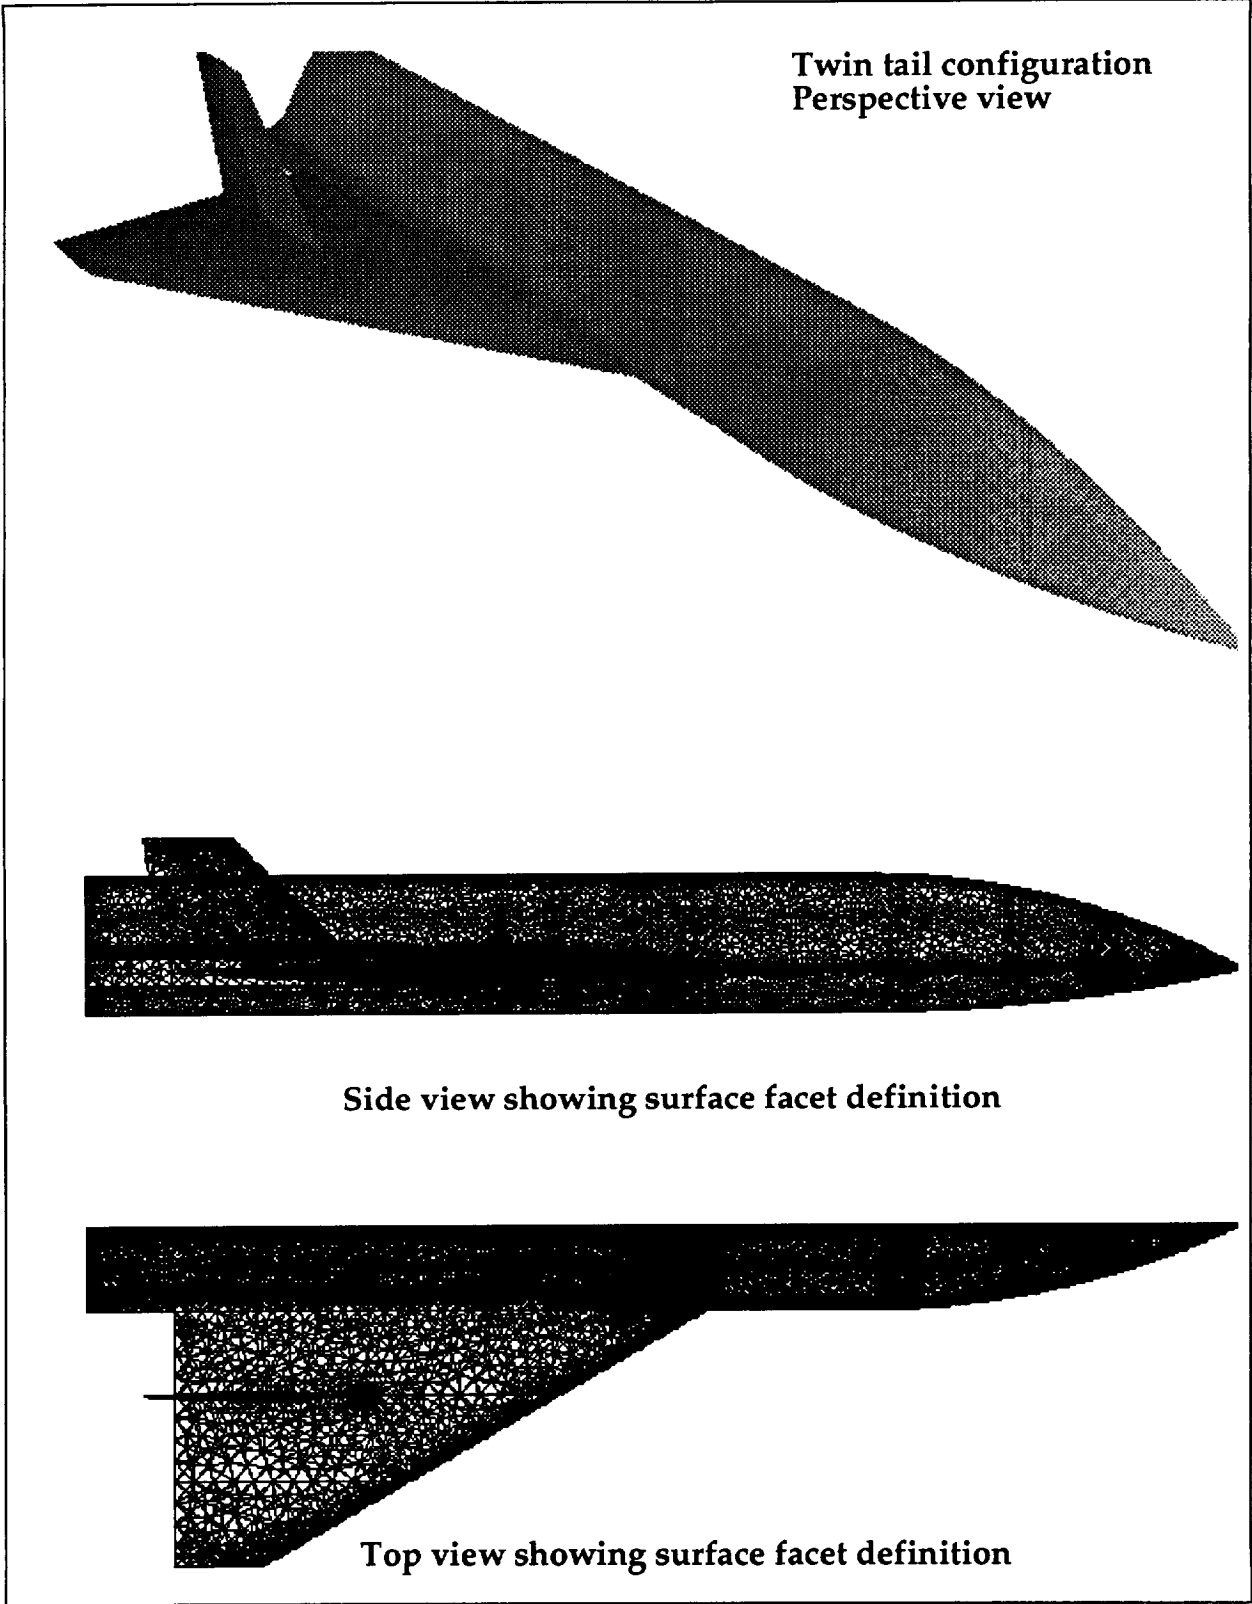 Twin tail configuration
Perspective view
Side view showing surface facet definition
Top view showing surface facet definition